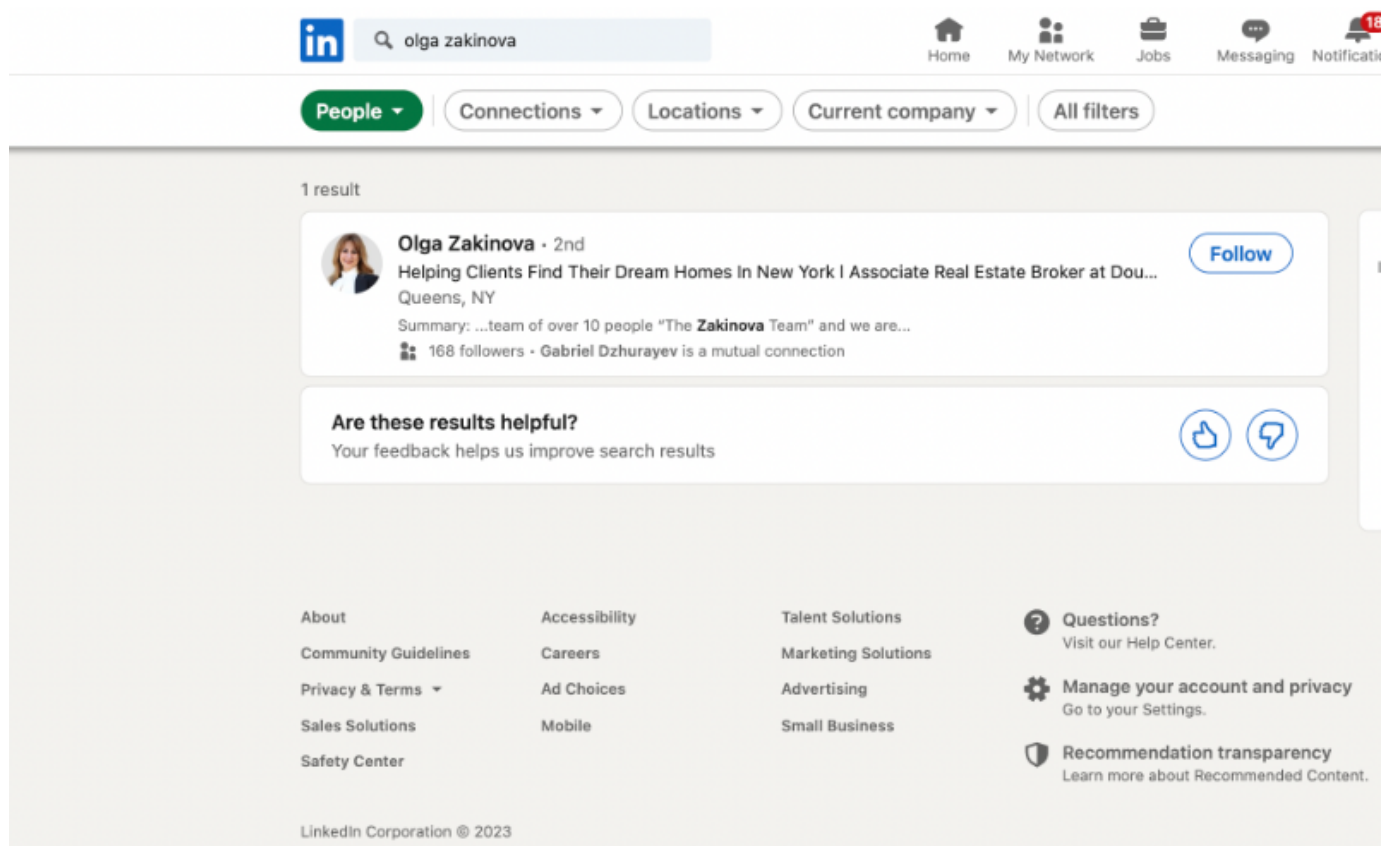 in
olga zakinova
Home
My Network
Jobs
Messaging
Notificatio
18
People
Connections
Locations
Current company
All filters
1 result
Olga Zakinova • 2nd
Follow
Helping Clients Find Their Dream Homes In New York l Associate Real Estate Broker at Dou...
Queens, NY
Summary: ...team of over 10 people “The Zakinova Team” and we are...
168 followers • Gabriel Dzhurayev is a mutual connection
Are these results helpful?
Your feedback helps us improve search results
About
Accessibility
Talent Solutions
Questions?
Visit our Help Center.
Community Guidelines
Careers
Marketing Solutions
Privacy & Terms
Ad Choices
Advertising
Manage your account and privacy
Go to your Settings.
Sales Solutions
Mobile
Small Business
Safety Center
Recommendation transparency
Learn more about Recommended Content.
LinkedIn Corporation © 2023